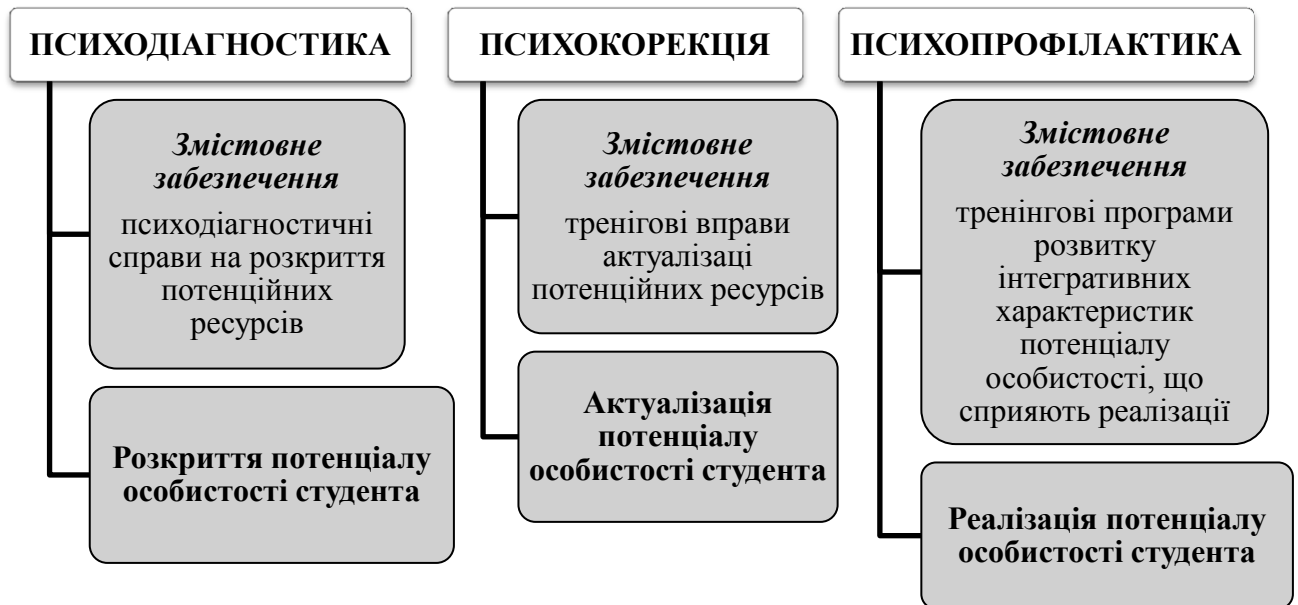 ПСИХОДІАГНОСТИКА
Змістовне
забезпечення
психодіагностичні
справи на розкриття
потенційних
ресурсів
Розкриття потенціалу
особистості студента
ПСИХОКОРЕКЦІЯ
Змістовне
забезпечення
тренігові вправи
актуалізаці
потенційних ресурсів
Актуалізація
потенціалу
особистості студента
ПСИХОПРОФІЛАКТИКА
Змістовне
забезпечення
тренінгові програми
розвитку
інтегративних
характеристик
потенціалу
особистості, що
сприяють реалізації
Реалізація потенціалу
особистості студента